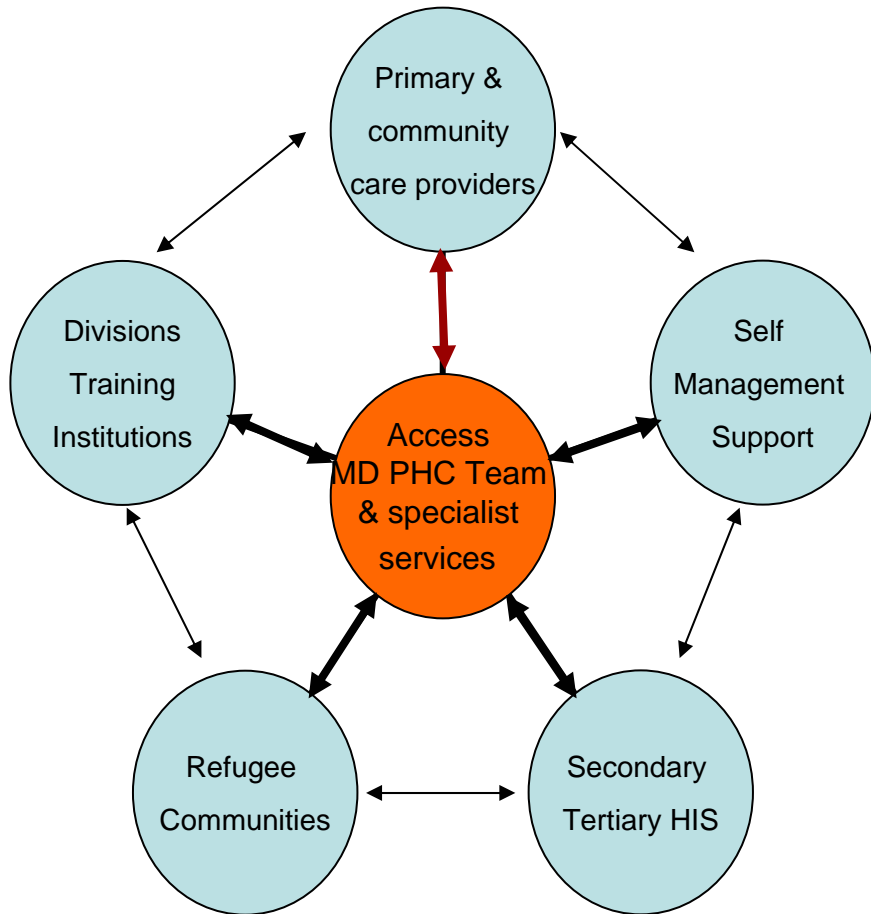 Primary &
community
care providers
Divisions
Training
Institutions
Self
Management
Support
Access
MD PHC Team
& specialist
services
Refugee
Communities
Secondary
Tertiary HIS